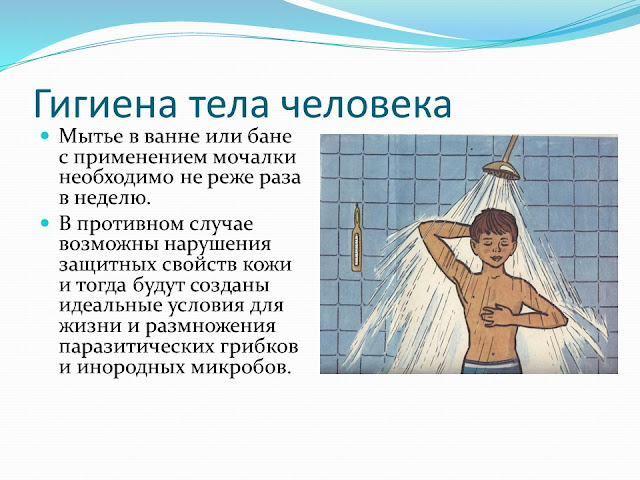 Гигиена тела человека
Мытье в ванне или бане
с применением мочалки
необходимо не реже раза
в неделю.
В противном случае
возможны нарушения
защитных свойств кожи
и тогда будут созданы
идеальные условия для
жизни и размножения
паразитических грибков
и инородных микробов.